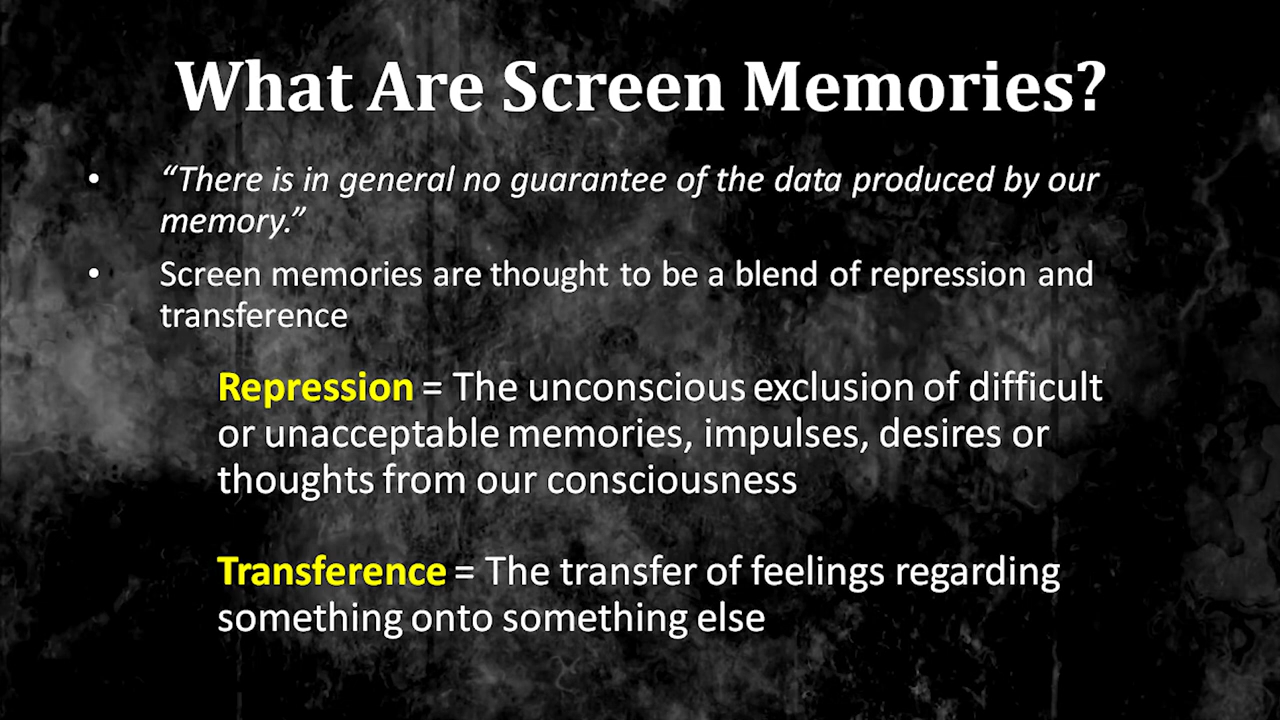 What Are Screen Memories?
• “There is in general no guarantee of the data produced by our
memory.”
• Screen memories are thought to be a blend of repression and
transference
Repression = The unconscious exclusion of difficult
or unacceptable memories, impulses, desires or
thoughts from our consciousness
Transference = The transfer of feelings regarding
something onto something else